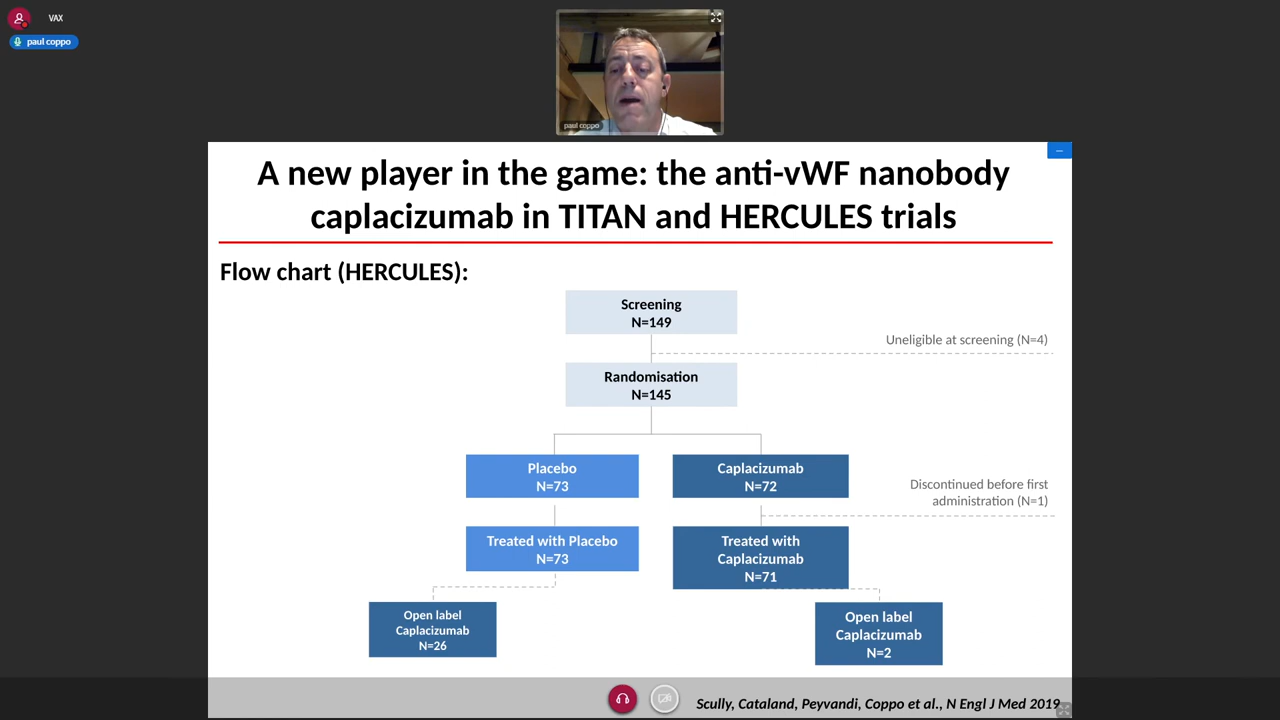 VAX
paul coppo
paul coppo
A new player in the game: the anti-vWF nanobody
caplacizumab in TITAN and HERCULES trials
Flow chart (HERCULES):
Screening
N=149
Uneligible at screening (N=4)
Randomisation
N=145
Placebo
N=73
Caplacizumab
N=72
Discontinued before first
administration (N=1)
Treated with Placebo
N=73
Treated with
Caplacizumab
N=71
Open label
Caplacizumab
N=26
Open label
Caplacizumab
N=2
Scully, Cataland, Peyvandi, Coppo et al., N Engl J Med 2019